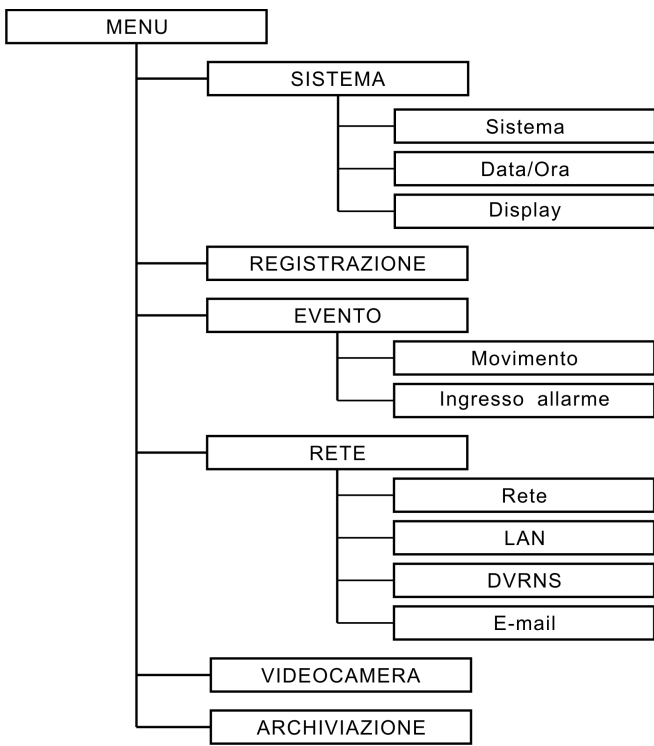 MENU
SISTEMA
Sistema
Data/Ora
Display
REGISTRAZIONE
EVENTO
Movimento
Ingresso allarme
RETE
Rete
LAN
DVRNS
E-mail
VIDEOCAMERA
ARCHIVIAZIONE